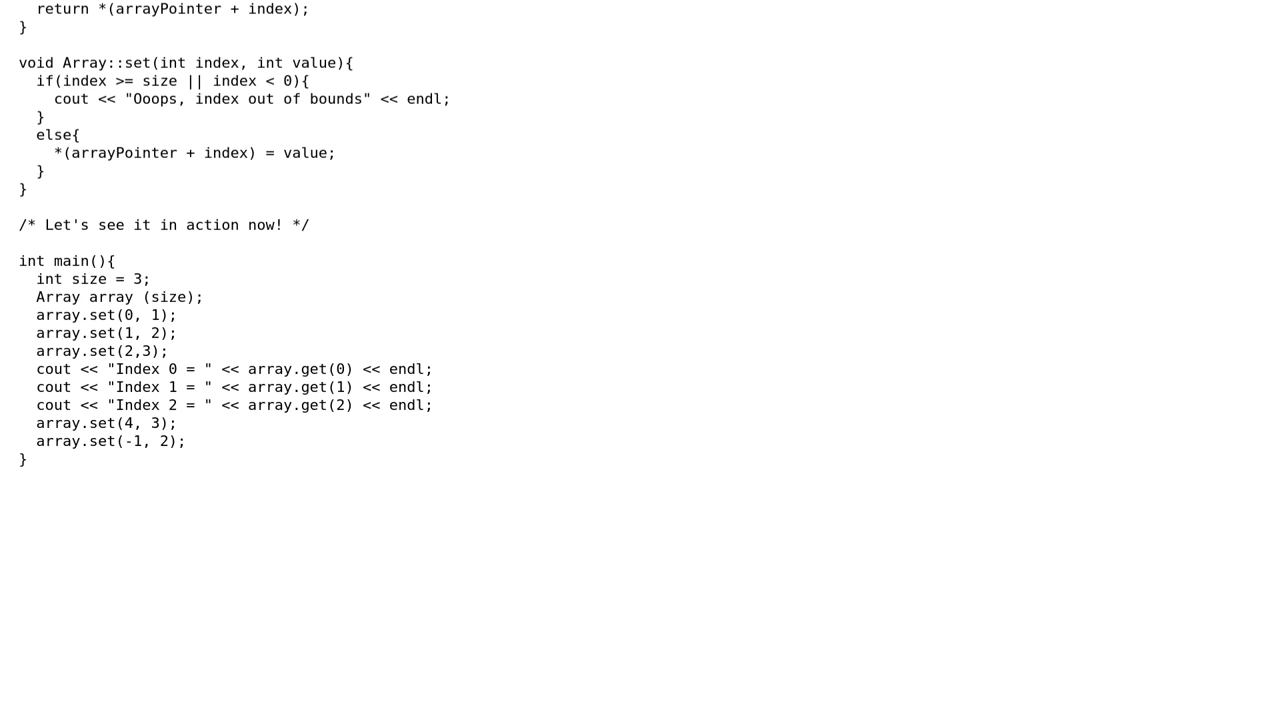 return *(arrayPointer + index);
}

void Array::set(int index, int value){
  if(index >= size || index < 0){
    cout << "Ooops, index out of bounds" << endl;
  }
  else{
    *(arrayPointer + index) = value;
  }
}

/* Let's see it in action now! */

int main(){
  int size = 3;
  Array array (size);
  array.set(0, 1);
  array.set(1, 2);
  array.set(2,3);
  cout << "Index 0 = " << array.get(0) << endl;
  cout << "Index 1 = " << array.get(1) << endl;
  cout << "Index 2 = " << array.get(2) << endl;
  array.set(4, 3);
  array.set(-1, 2);
}